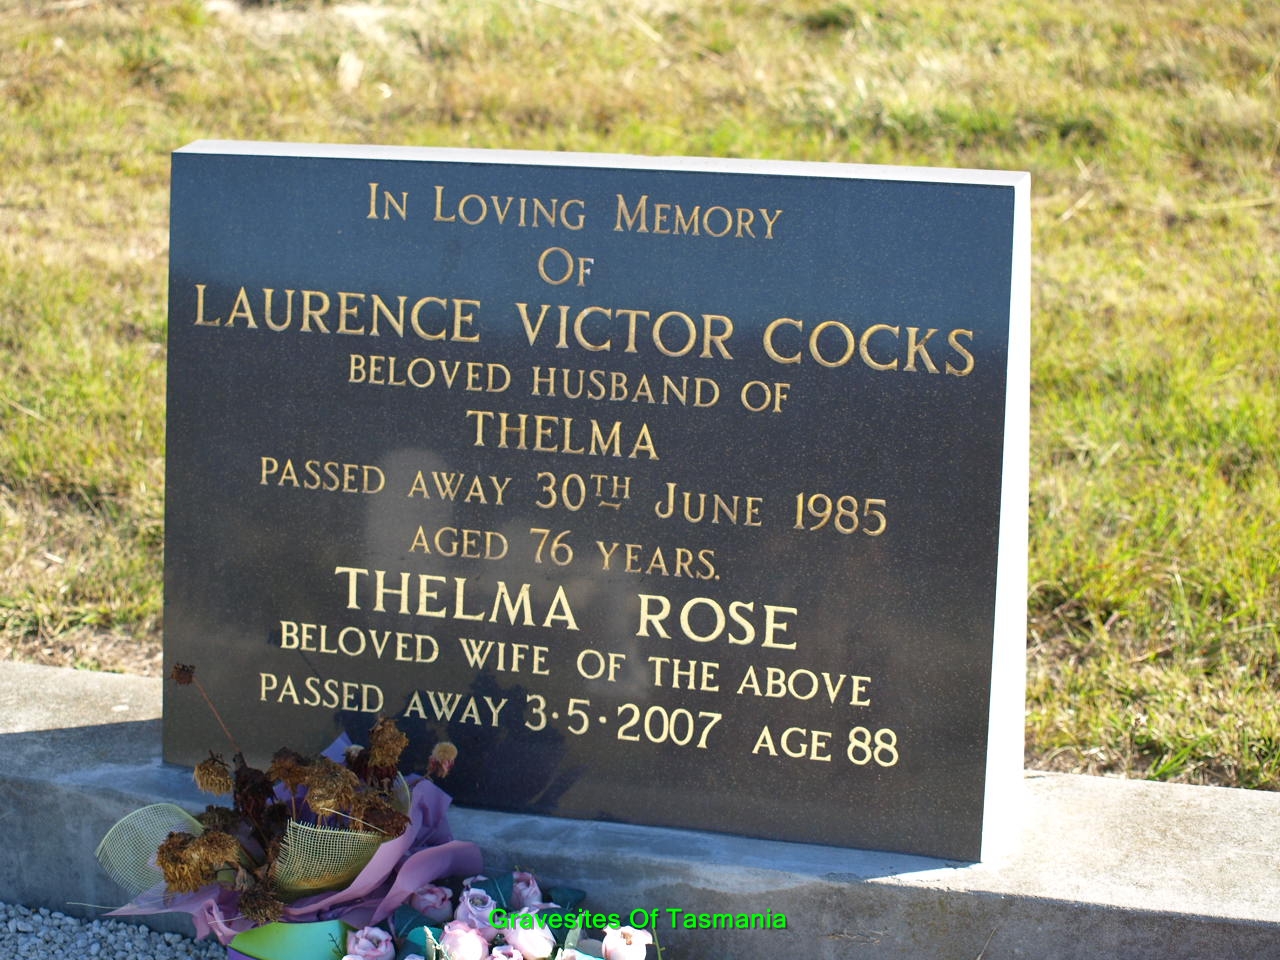 In Loving Memory
Of
LAURENCE VICTOR COCKS
BELOVED HUSBAND OF
THELMA
PASSED AWAY 30TH JUNE 1985
AGED 76 YEARS.
THELMA ROSE
BELOVED WIFE OF THE ABOVE
PASSED AWAY 3·5·2007 AGE 88
Gravesites Of Tasmania